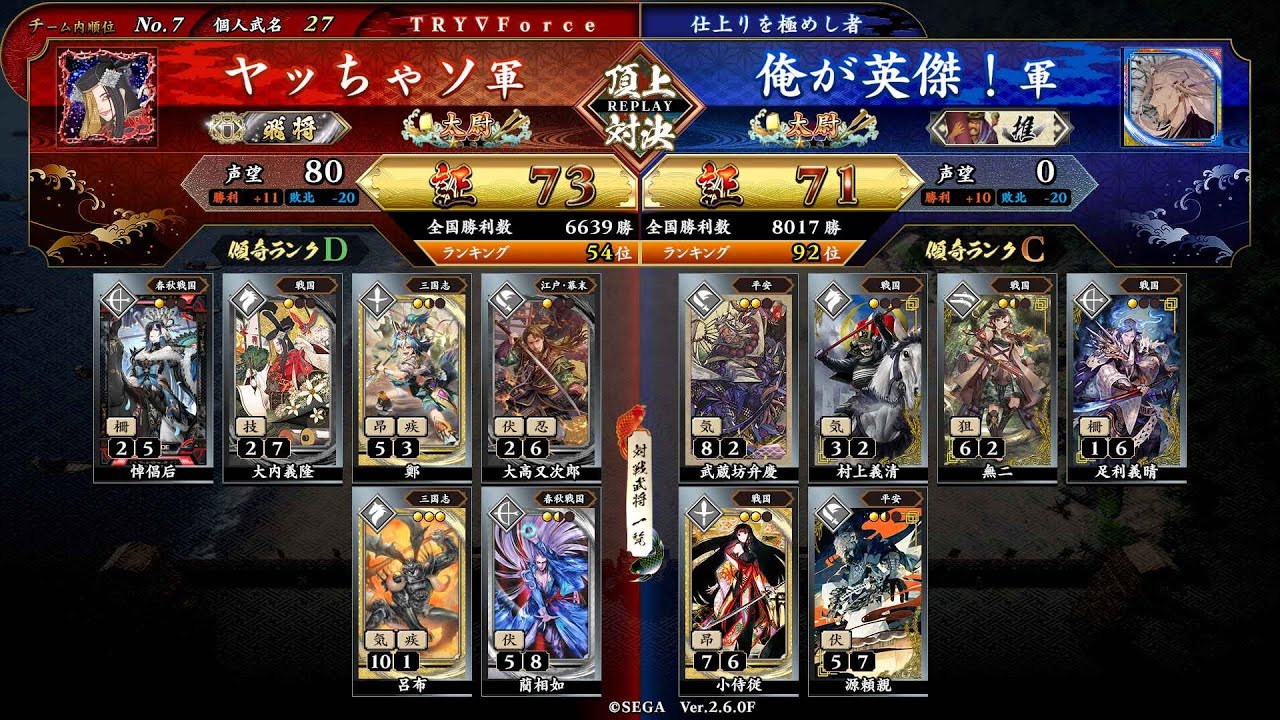 チーム内順位 No.7 個人武名 27
TRY∇Force
仕上りを極めし者
ヤッちゃソ軍
頂上
REPLAY
対決
俺が英傑！軍
飛将
太尉
太尉
推
声望 80
勝利 +11 敗北 -20
証 73
証 71
声望 0
勝利 +10 敗北 -20
全国勝利数 6639勝
全国勝利数 8017勝
傾奇ランクD
ランキング 54位
ランキング 92位
傾奇ランクC
春秋戦国
柵
2 5
悼倡后
戦国
技
2 7
大内義隆
三国志
昂 疾
5 3
鄭
江戸・幕末
伏 忍
2 6
大高又次郎
平安
気
8 2
武蔵坊弁慶
戦国
気
3 2
村上義清
戦国
狙
6 2
無二
戦国
柵
1 6
足利義晴
対戦武将一覧
三国志
気 疾
10 1
呂布
春秋戦国
伏
5 8
藺相如
戦国
昂
7 6
小侍従
平安
伏
5 7
源頼親
©SEGA Ver.2.6.0F